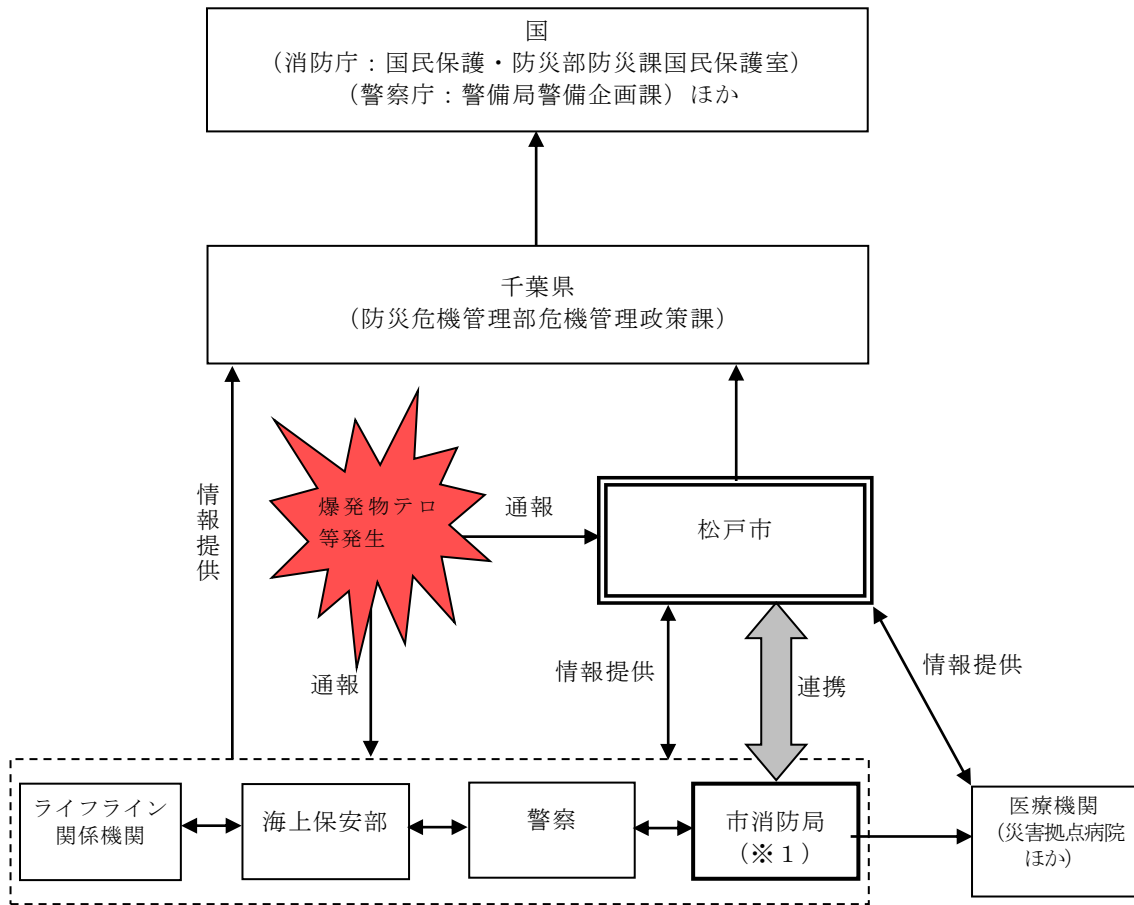 国
（消防庁：国民保護・防災部防災課国民保護室）
（警察庁：警備局警備企画課）ほか
千葉県
（防災危機管理部危機管理政策課）
情報提供
爆発物テロ
等発生
通報
松戸市
通報
情報提供
連携
情報提供
ライフライン
関係機関
海上保安部
警察
市消防局
（※１）
医療機関
（災害拠点病院
ほか）